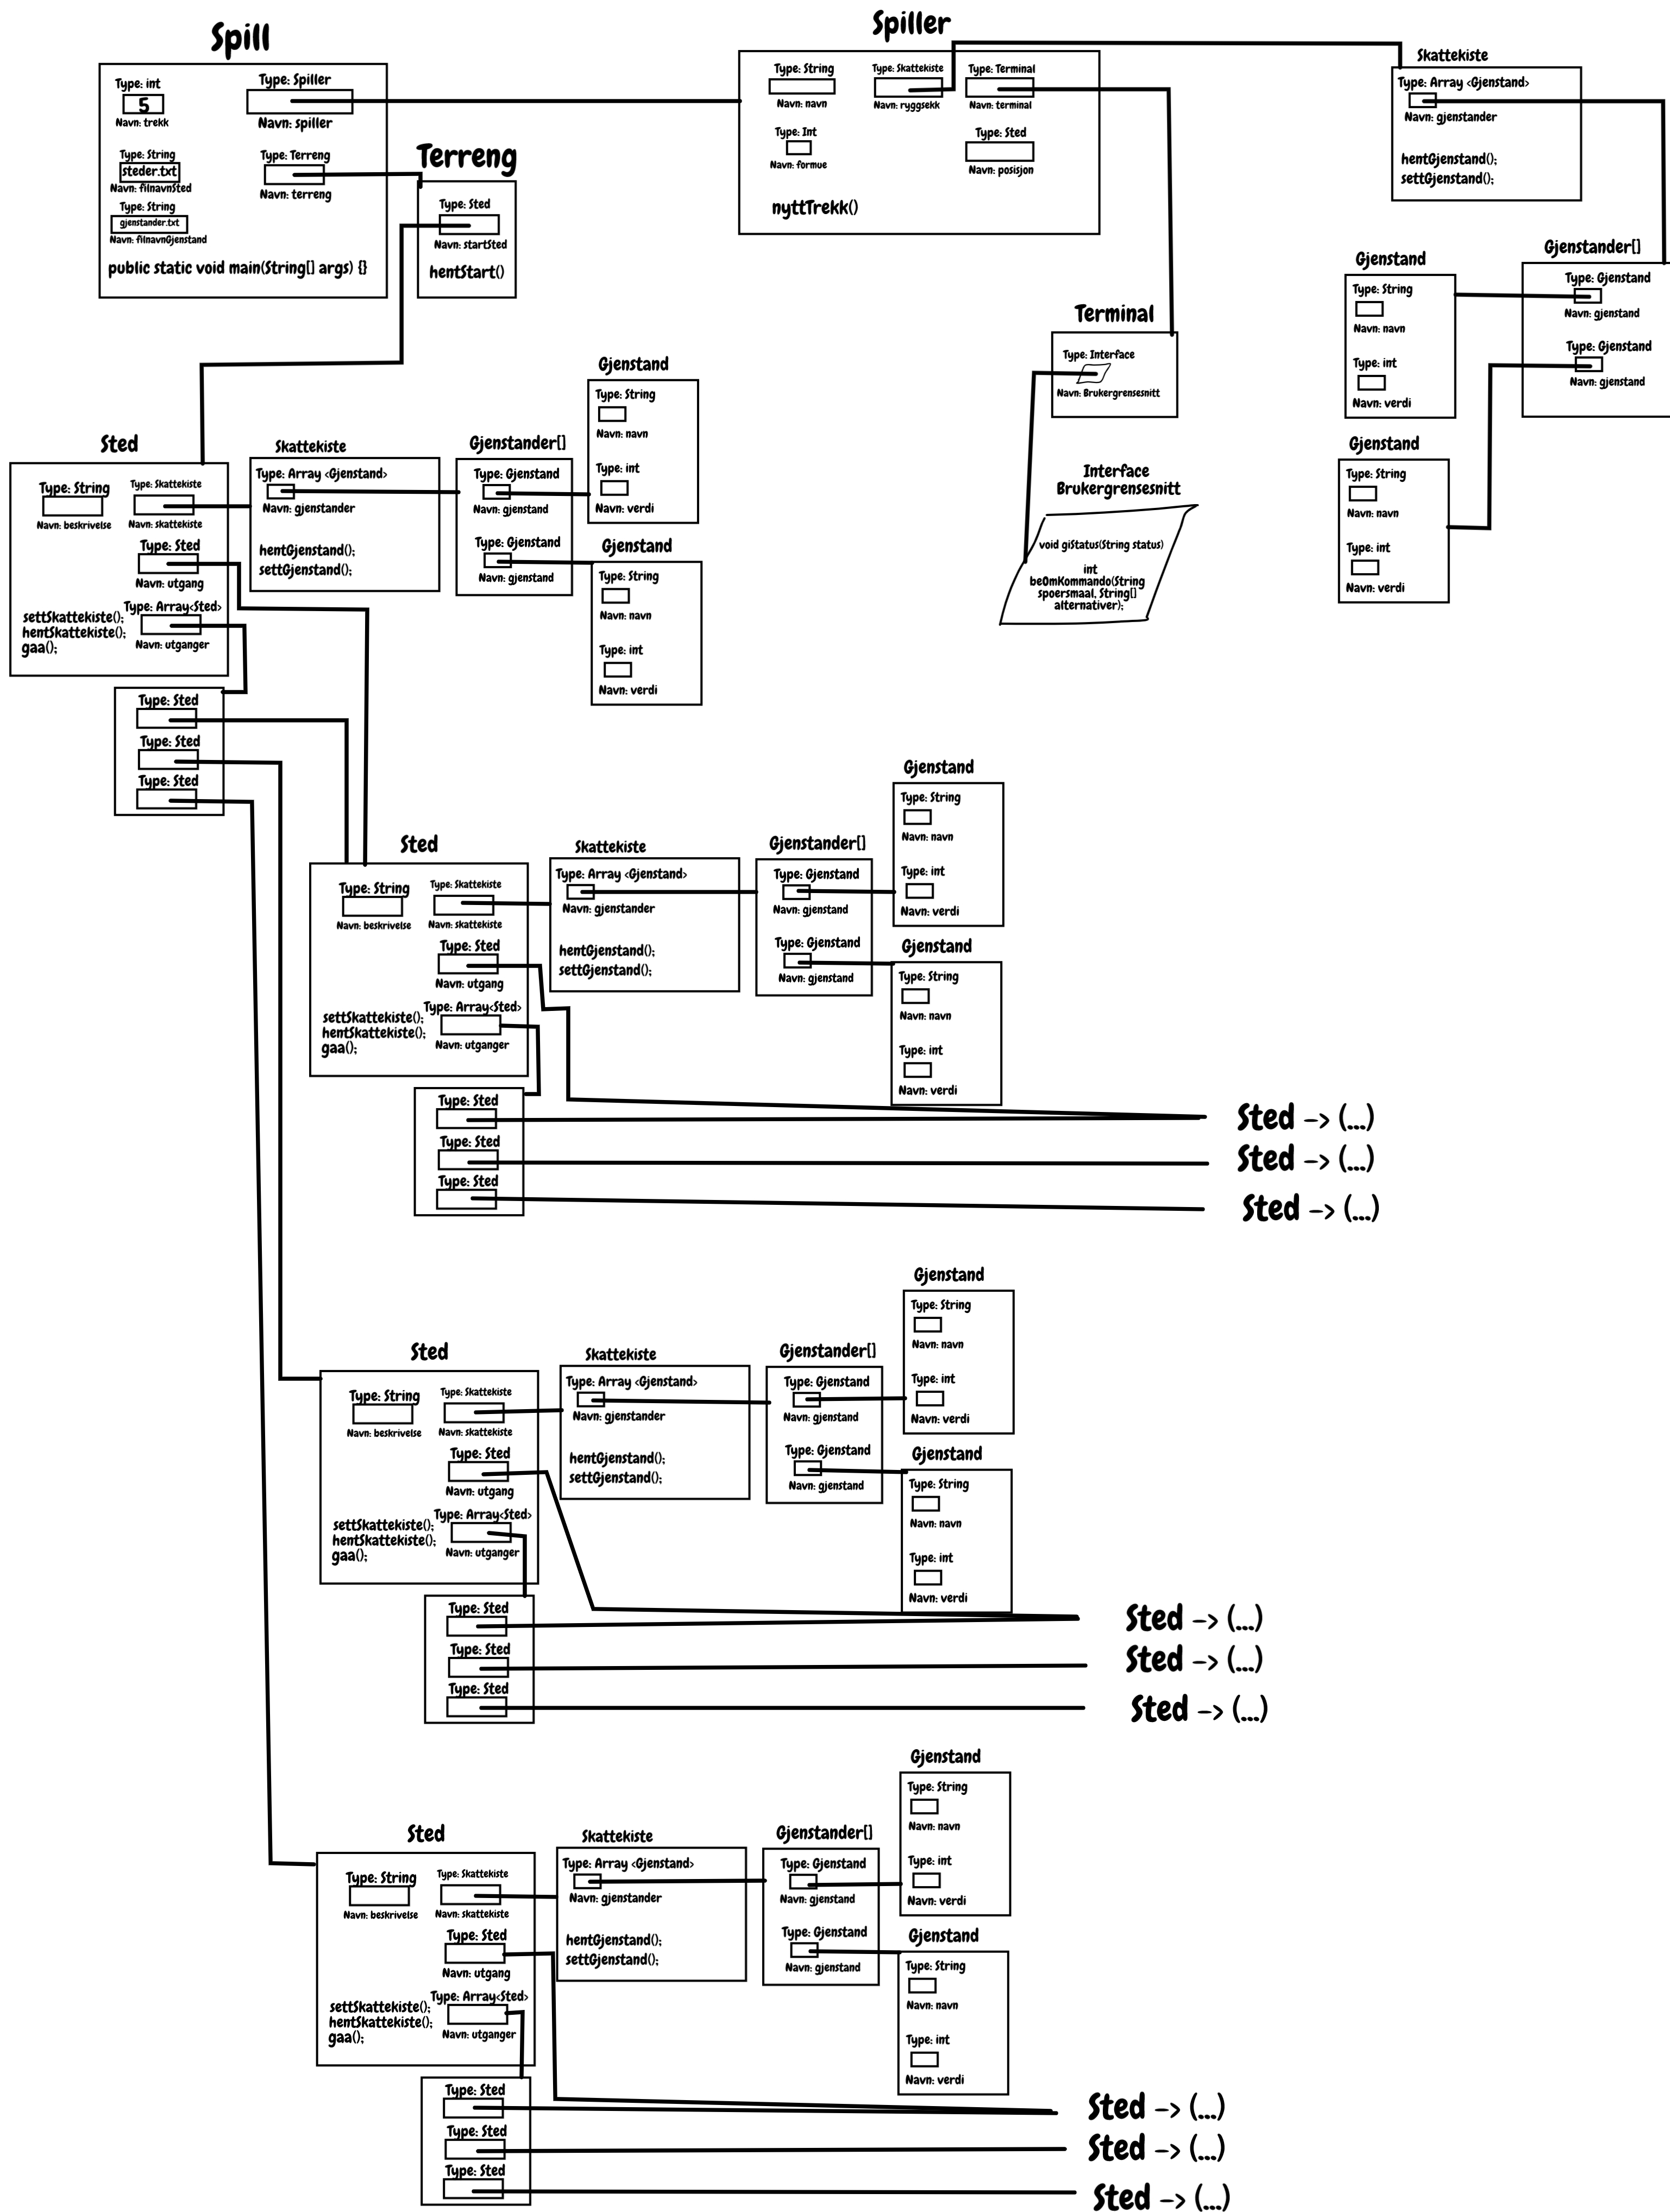 Spill
Type: int
5
Navn: trekk
Type: Spiller
Navn: spiller
Type: String
steder.txt
Navn: filnavnSted
Type: Terreng
Navn: terreng
Type: String
gjenstander.txt
Navn: filnavnGjenstand
public static void main(String[] args) {}
Terreng
Type: Sted
Navn: startSted
hentStart()
Spiller
Type: String
Navn: navn
Type: Skattekiste
Navn: ryggsekk
Type: Terminal
Navn: terminal
Type: Int
Navn: formue
Type: Sted
Navn: posisjon
nyttTrekk()
Skattekiste
Type: Array <Gjenstand>
Navn: gjenstander
hentGjenstand();
settGjenstand();
Gjenstander[]
Type: Gjenstand
Navn: gjenstand
Type: Gjenstand
Navn: gjenstand
Gjenstand
Type: String
Navn: navn
Type: int
Navn: verdi
Gjenstand
Type: String
Navn: navn
Type: int
Navn: verdi
Terminal
Type: Interface
Navn: Brukergrensesnitt
Interface
Brukergrensesnitt
void giStatus(String status)
int
beOmKommando(String
spoersmaal, String[]
alternativer);
Sted
Type: String
Navn: beskrivelse
Type: Skattekiste
Navn: skattekiste
Type: Sted
Navn: utgang
Type: Array<Sted>
Navn: utganger
settSkattekiste();
hentSkattekiste();
gaa();
Skattekiste
Type: Array <Gjenstand>
Navn: gjenstander
hentGjenstand();
settGjenstand();
Gjenstander[]
Type: Gjenstand
Navn: gjenstand
Type: Gjenstand
Navn: gjenstand
Gjenstand
Type: String
Navn: navn
Type: int
Navn: verdi
Gjenstand
Type: String
Navn: navn
Type: int
Navn: verdi
Type: Sted
Type: Sted
Type: Sted
Sted
Type: String
Navn: beskrivelse
Type: Skattekiste
Navn: skattekiste
Type: Sted
Navn: utgang
Type: Array<Sted>
Navn: utganger
settSkattekiste();
hentSkattekiste();
gaa();
Skattekiste
Type: Array <Gjenstand>
Navn: gjenstander
hentGjenstand();
settGjenstand();
Gjenstander[]
Type: Gjenstand
Navn: gjenstand
Type: Gjenstand
Navn: gjenstand
Gjenstand
Type: String
Navn: navn
Type: int
Navn: verdi
Gjenstand
Type: String
Navn: navn
Type: int
Navn: verdi
Type: Sted
Type: Sted
Type: Sted
Sted -> (...)
Sted -> (...)
Sted -> (...)
Sted
Type: String
Navn: beskrivelse
Type: Skattekiste
Navn: skattekiste
Type: Sted
Navn: utgang
Type: Array<Sted>
Navn: utganger
settSkattekiste();
hentSkattekiste();
gaa();
Skattekiste
Type: Array <Gjenstand>
Navn: gjenstander
hentGjenstand();
settGjenstand();
Gjenstander[]
Type: Gjenstand
Navn: gjenstand
Type: Gjenstand
Navn: gjenstand
Gjenstand
Type: String
Navn: navn
Type: int
Navn: verdi
Gjenstand
Type: String
Navn: navn
Type: int
Navn: verdi
Type: Sted
Type: Sted
Type: Sted
Sted -> (...)
Sted -> (...)
Sted -> (...)
Sted
Type: String
Navn: beskrivelse
Type: Skattekiste
Navn: skattekiste
Type: Sted
Navn: utgang
Type: Array<Sted>
Navn: utganger
settSkattekiste();
hentSkattekiste();
gaa();
Skattekiste
Type: Array <Gjenstand>
Navn: gjenstander
hentGjenstand();
settGjenstand();
Gjenstander[]
Type: Gjenstand
Navn: gjenstand
Type: Gjenstand
Navn: gjenstand
Gjenstand
Type: String
Navn: navn
Type: int
Navn: verdi
Gjenstand
Type: String
Navn: navn
Type: int
Navn: verdi
Type: Sted
Type: Sted
Type: Sted
Sted -> (...)
Sted -> (...)
Sted -> (...)